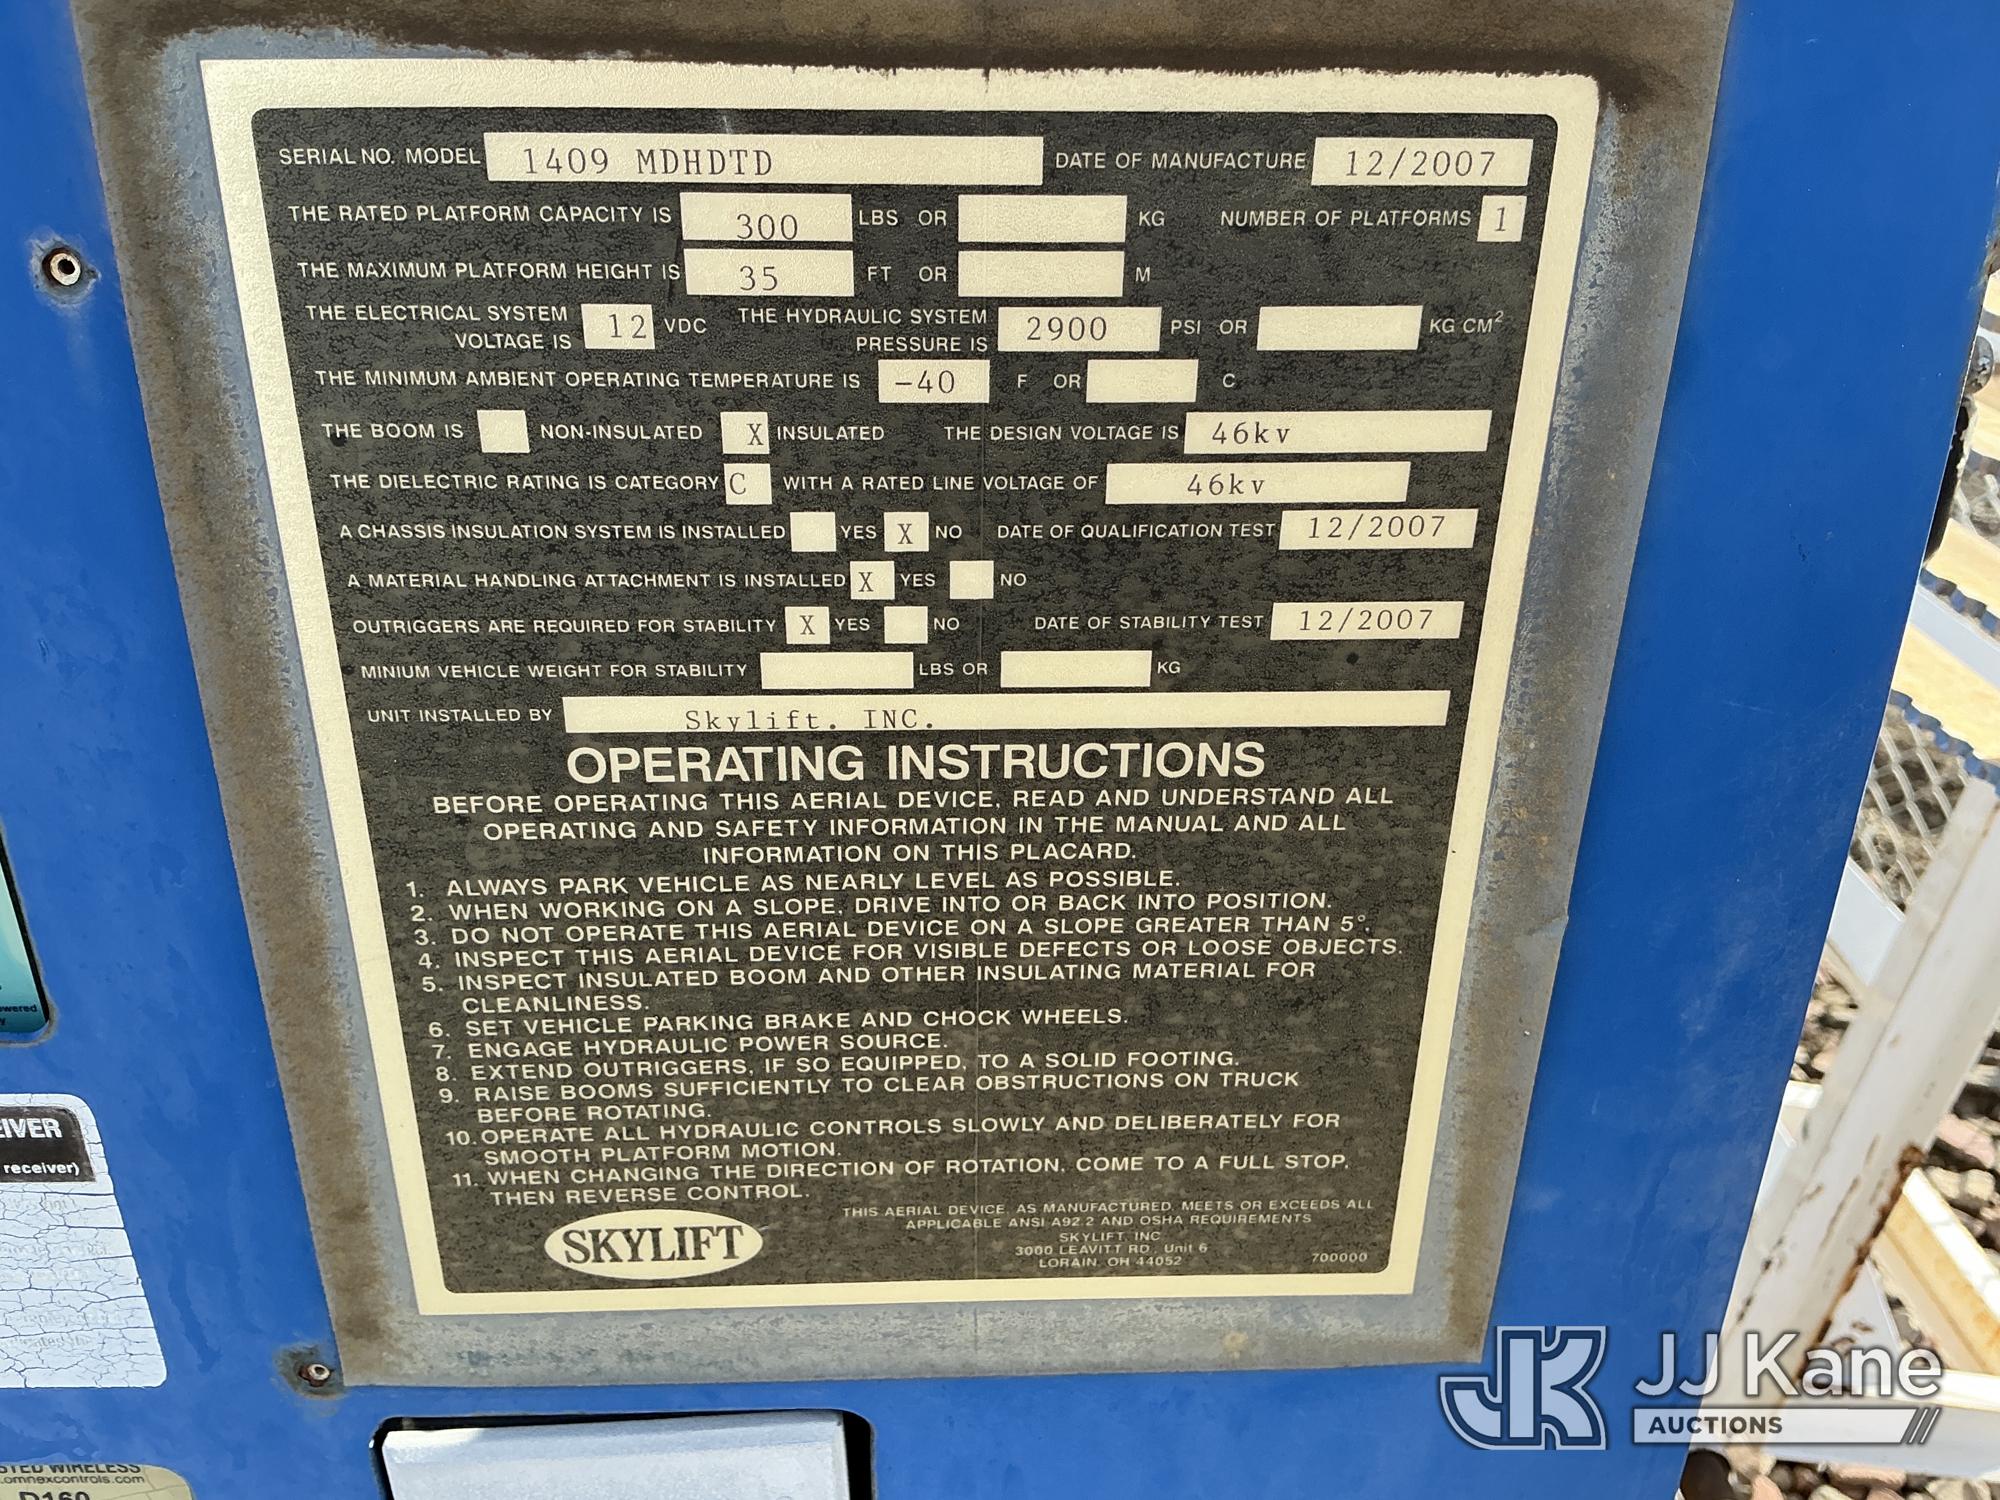 SERIAL NO. MODEL 1409 MDHDTD DATE OF MANUFACTURE 12/2007
THE RATED PLATFORM CAPACITY IS 300 LBS OR KG NUMBER OF PLATFORMS 1
THE MAXIMUM PLATFORM HEIGHT IS 35 FT OR M
THE ELECTRICAL SYSTEM VOLTAGE IS 12 VDC THE HYDRAULIC SYSTEM PRESSURE IS 2900 PSI OR KG CM²
THE MINIMUM AMBIENT OPERATING TEMPERATURE IS -40 F OR C
THE BOOM IS NON-INSULATED X INSULATED THE DESIGN VOLTAGE IS 46kv
THE DIELECTRIC RATING IS CATEGORY C WITH A RATED LINE VOLTAGE OF 46kv
A CHASSIS INSULATION SYSTEM IS INSTALLED YES X NO DATE OF QUALIFICATION TEST 12/2007
A MATERIAL HANDLING ATTACHMENT IS INSTALLED X YES NO
OUTRIGGERS ARE REQUIRED FOR STABILITY X YES NO DATE OF STABILITY TEST 12/2007
MINIUM VEHICLE WEIGHT FOR STABILITY LBS OR KG
UNIT INSTALLED BY Skylift. INC.
OPERATING INSTRUCTIONS
BEFORE OPERATING THIS AERIAL DEVICE, READ AND UNDERSTAND ALL
OPERATING AND SAFETY INFORMATION IN THE MANUAL AND ALL
INFORMATION ON THIS PLACARD.
1. ALWAYS PARK VEHICLE AS NEARLY LEVEL AS POSSIBLE.
2. WHEN WORKING ON A SLOPE, DRIVE INTO OR BACK INTO POSITION.
3. DO NOT OPERATE THIS AERIAL DEVICE ON A SLOPE GREATER THAN 5°.
4. INSPECT THIS AERIAL DEVICE FOR VISIBLE DEFECTS OR LOOSE OBJECTS.
5. INSPECT INSULATED BOOM AND OTHER INSULATING MATERIAL FOR
CLEANLINESS.
6. SET VEHICLE PARKING BRAKE AND CHOCK WHEELS.
7. ENGAGE HYDRAULIC POWER SOURCE.
8. EXTEND OUTRIGGERS, IF SO EQUIPPED, TO A SOLID FOOTING.
9. RAISE BOOMS SUFFICIENTLY TO CLEAR OBSTRUCTIONS ON TRUCK
BEFORE ROTATING.
10. OPERATE ALL HYDRAULIC CONTROLS SLOWLY AND DELIBERATELY FOR
SMOOTH PLATFORM MOTION.
11. WHEN CHANGING THE DIRECTION OF ROTATION, COME TO A FULL STOP,
THEN REVERSE CONTROL.
SKYLIFT
THIS AERIAL DEVICE, AS MANUFACTURED, MEETS OR EXCEEDS ALL
APPLICABLE ANSI A92.2 AND OSHA REQUIREMENTS
SKYLIFT, INC
3000 LEAVITT RD., Unit 6
LORAIN, OH 44052
700000
EIVER
receiver)
STED WIRELESS
.omnexcontrols.com
D160
JK JJ Kane
AUCTIONS